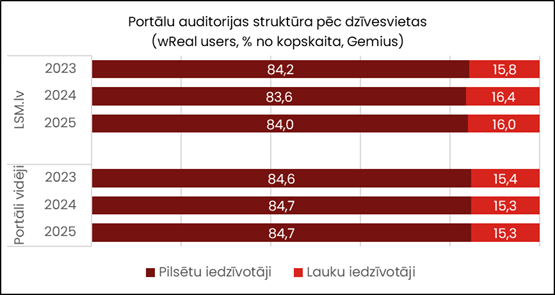 Portālu auditorijas struktūra pēc dzīvesvietas
(wReal users, % no kopskaita, Gemius)
LSM.lv
2023 84,2 15,8
2024 83,6 16,4
2025 84,0 16,0
Portāli vidēji
2023 84,6 15,4
2024 84,7 15,3
2025 84,7 15,3
Pilsētu iedzīvotāji Lauku iedzīvotāji